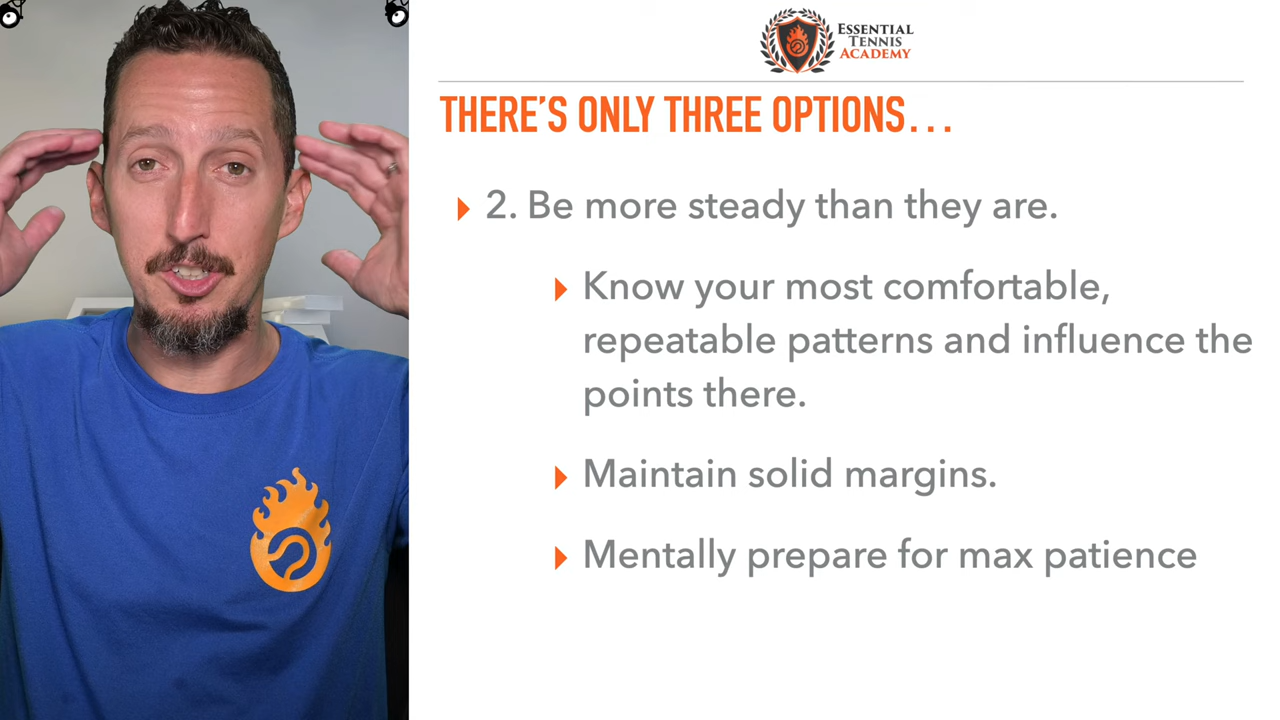 ESSENTIAL
TENNIS
ACADEMY
THERE'S ONLY THREE OPTIONS...
2. Be more steady than they are.
Know your most comfortable,
repeatable patterns and influence the
points there.
Maintain solid margins.
Mentally prepare for max patience